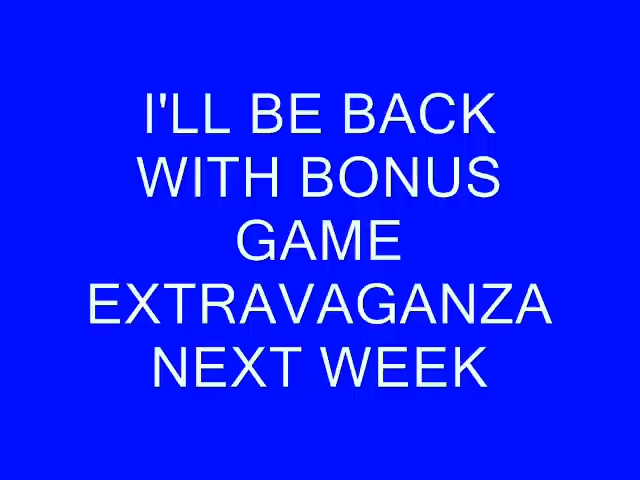 I'LL BE BACK
WITH BONUS
GAME
EXTRAVAGANZA
NEXT WEEK